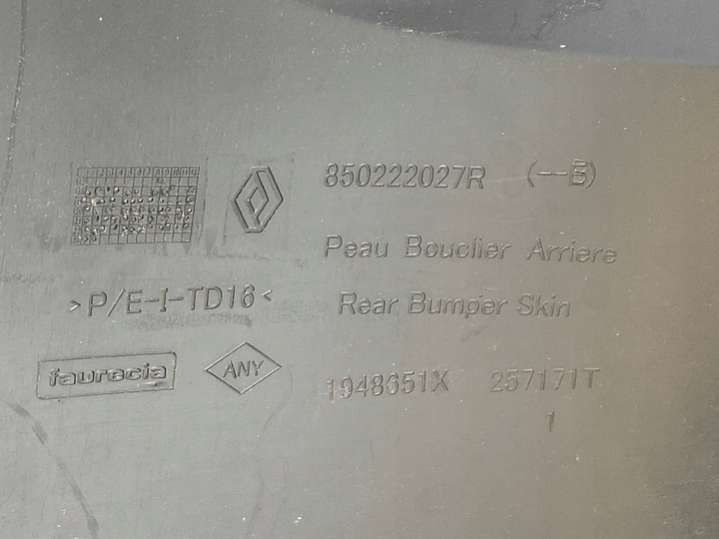 850222027R (--B)
Peau Bouclier Arriere
>P/E-I-TD16<
Rear Bumper Skin
faurecia
ANY
1948651X 257171T
1